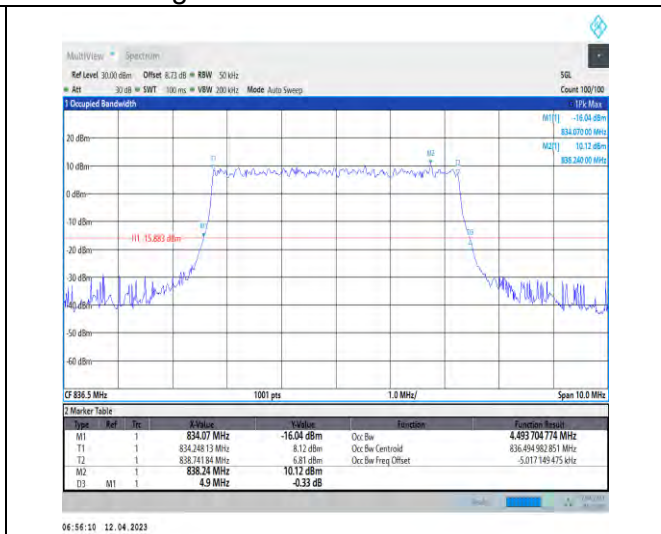 MultiView Spectrum
Ref Level 30.00 dBm Offset 8.73 dB RBW 50 kHz SGL
Att 30 dB SWT 100 ms VBW 200 kHz Mode Auto Sweep Count 100/100
1 Occupied Bandwidth 1Pk Max
M1[1] -16.04 dBm
834.070 00 MHz
M2[1] 10.12 dBm
838.240 00 MHz
20 dBm
T1 M2 T2
10 dBm
0 dBm
-10 dBm
M1 D3
H1 -15.883 dBm
-20 dBm
-30 dBm
-40 dBm
-50 dBm
-60 dBm
CF 836.5 MHz 1001 pts 1.0 MHz/ Span 10.0 MHz
2 Marker Table
Type Ref Trc X-Value Y-Value Function Function Result
M1 1 834.07 MHz -16.04 dBm Occ Bw 4.493 704 774 MHz
T1 1 834.248 13 MHz 8.12 dBm Occ Bw Centroid 836.494 982 851 MHz
T2 1 838.741 84 MHz 6.81 dBm Occ Bw Freq Offset -5.017 149 475 kHz
M2 1 838.24 MHz 10.12 dBm
D3 M1 1 4.9 MHz -0.33 dB
06:56:10 12.04.2023